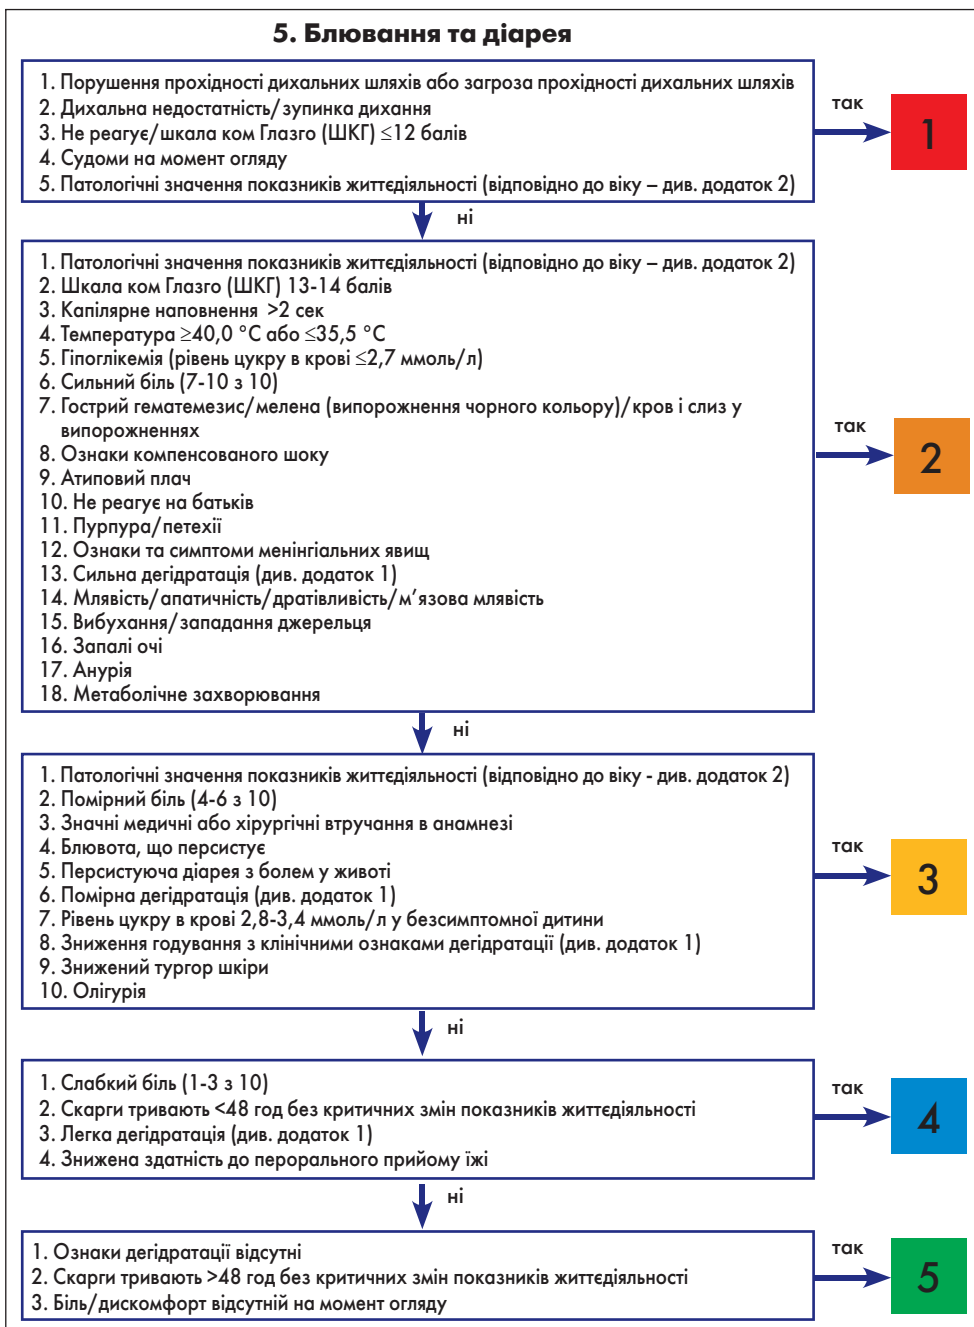 5. Блювання та діарея
1. Порушення прохідності дихальних шляхів або загроза прохідності дихальних шляхів
2. Дихальна недостатність/зупинка дихання
3. Не реагує/шкала ком Глазго (ШКГ) ≤12 балів
4. Судоми на момент огляду
5. Патологічні значення показників життєдіяльності (відповідно до віку – див. додаток 2)
так
1
ні
1. Патологічні значення показників життєдіяльності (відповідно до віку – див. додаток 2)
2. Шкала ком Глазго (ШКГ) 13-14 балів
3. Капілярне наповнення >2 сек
4. Температура ≥40,0 °C або ≤35,5 °C
5. Гіпоглікемія (рівень цукру в крові ≤2,7 ммоль/л)
6. Сильний біль (7-10 з 10)
7. Гострий гематемезис/мелена (випорожнення чорного кольору)/кров і слиз у
випорожненнях
8. Ознаки компенсованого шоку
9. Атиповий плач
10. Не реагує на батьків
11. Пурпура/петехії
12. Ознаки та симптоми менінгіальних явищ
13. Сильна дегідратація (див. додаток 1)
14. Млявість/апатичність/дратівливість/м’язова млявість
15. Вибухання/западання джерельця
16. Запалі очі
17. Анурія
18. Метаболічне захворювання
так
2
ні
1. Патологічні значення показників життєдіяльності (відповідно до віку - див. додаток 2)
2. Помірний біль (4-6 з 10)
3. Значні медичні або хірургічні втручання в анамнезі
4. Блювота, що персистує
5. Персистуюча діарея з болем у животі
6. Помірна дегідратація (див. додаток 1)
7. Рівень цукру в крові 2,8-3,4 ммоль/л у безсимптомної дитини
8. Зниження годування з клінічними ознаками дегідратації (див. додаток 1)
9. Знижений тургор шкіри
10. Олігурія
так
3
ні
1. Слабкий біль (1-3 з 10)
2. Скарги тривають <48 год без критичних змін показників життєдіяльності
3. Легка дегідратація (див. додаток 1)
4. Знижена здатність до перорального прийому їжі
так
4
ні
1. Ознаки дегідратації відсутні
2. Скарги тривають >48 год без критичних змін показників життєдіяльності
3. Біль/дискомфорт відсутній на момент огляду
так
5